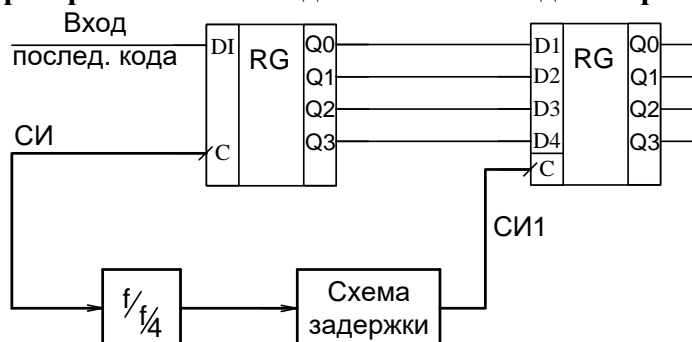 Вход
послед. кода
DI
RG
Q0
Q1
Q2
Q3
C
D1
D2
D3
D4
C
RG
Q0
Q1
Q2
Q3
СИ
СИ1
f/f/4
Схема
задержки